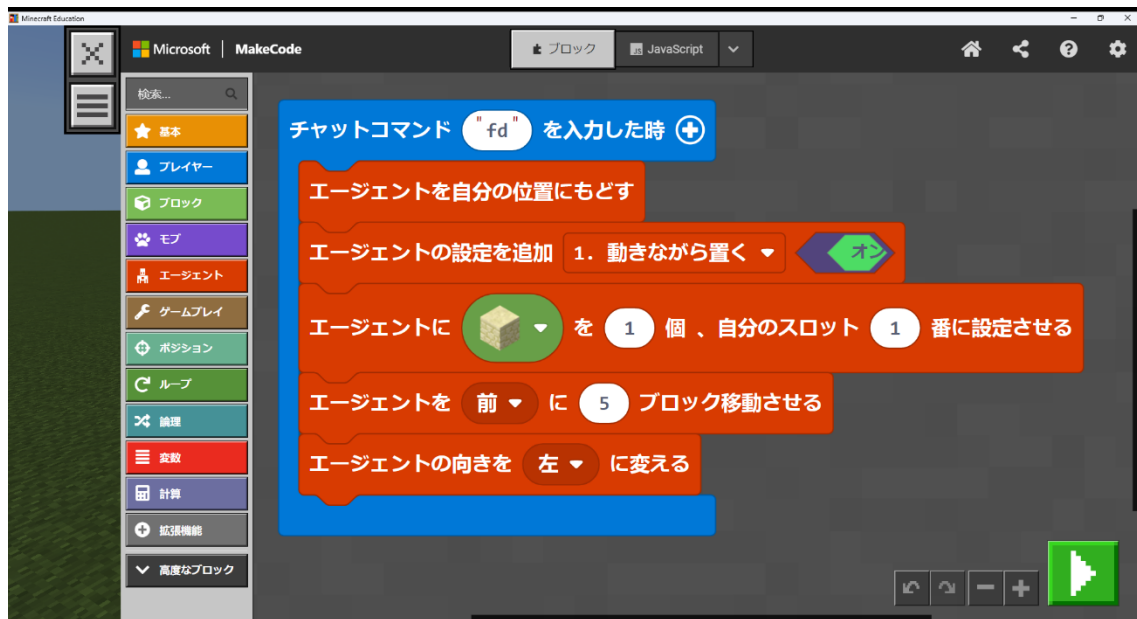 Minecraft Education
Microsoft | MakeCode
ブロック
JavaScript
検索...
基本
プレイヤー
ブロック
モブ
エージェント
ゲームプレイ
ポジション
ループ
論理
変数
計算
拡張機能
高度なブロック
チャットコマンド "fd" を入力した時
エージェントを自分の位置にもどす
エージェントの設定を追加 1. 動きながら置く オン
エージェントに を 1 個 、自分のスロット 1 番に設定させる
エージェントを 前 に 5 ブロック移動させる
エージェントの向きを 左 に変える